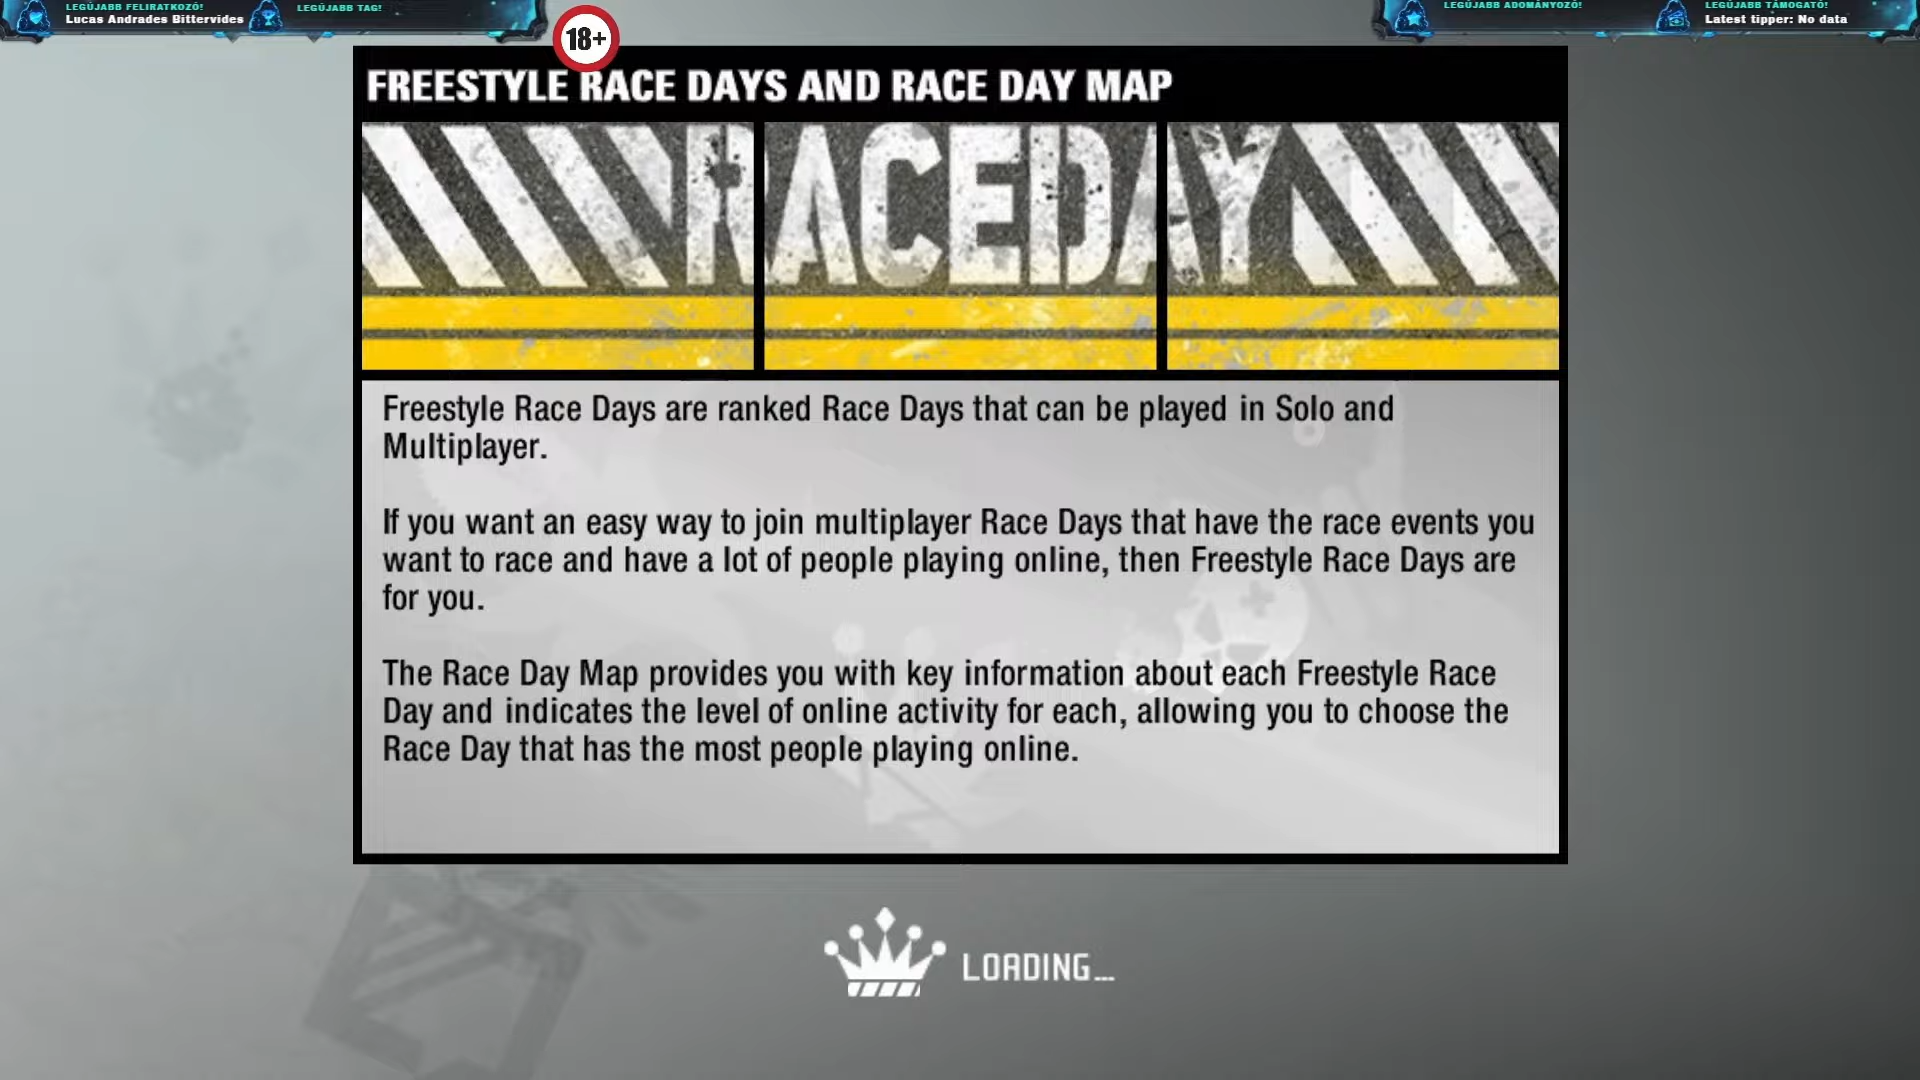 LEGÚJABB FELIRATKOZÓ!
Lucas Andrades Bittervides
LEGÚJABB TAG!
18+
LEGÚJABB ADOMÁNYOZÓ!
LEGÚJABB TÁMOGATÓ!
Latest tipper: No data
FREESTYLE RACE DAYS AND RACE DAY MAP
RACEDAY
Freestyle Race Days are ranked Race Days that can be played in Solo and
Multiplayer.
If you want an easy way to join multiplayer Race Days that have the race events you
want to race and have a lot of people playing online, then Freestyle Race Days are
for you.
The Race Day Map provides you with key information about each Freestyle Race
Day and indicates the level of online activity for each, allowing you to choose the
Race Day that has the most people playing online.
LOADING...